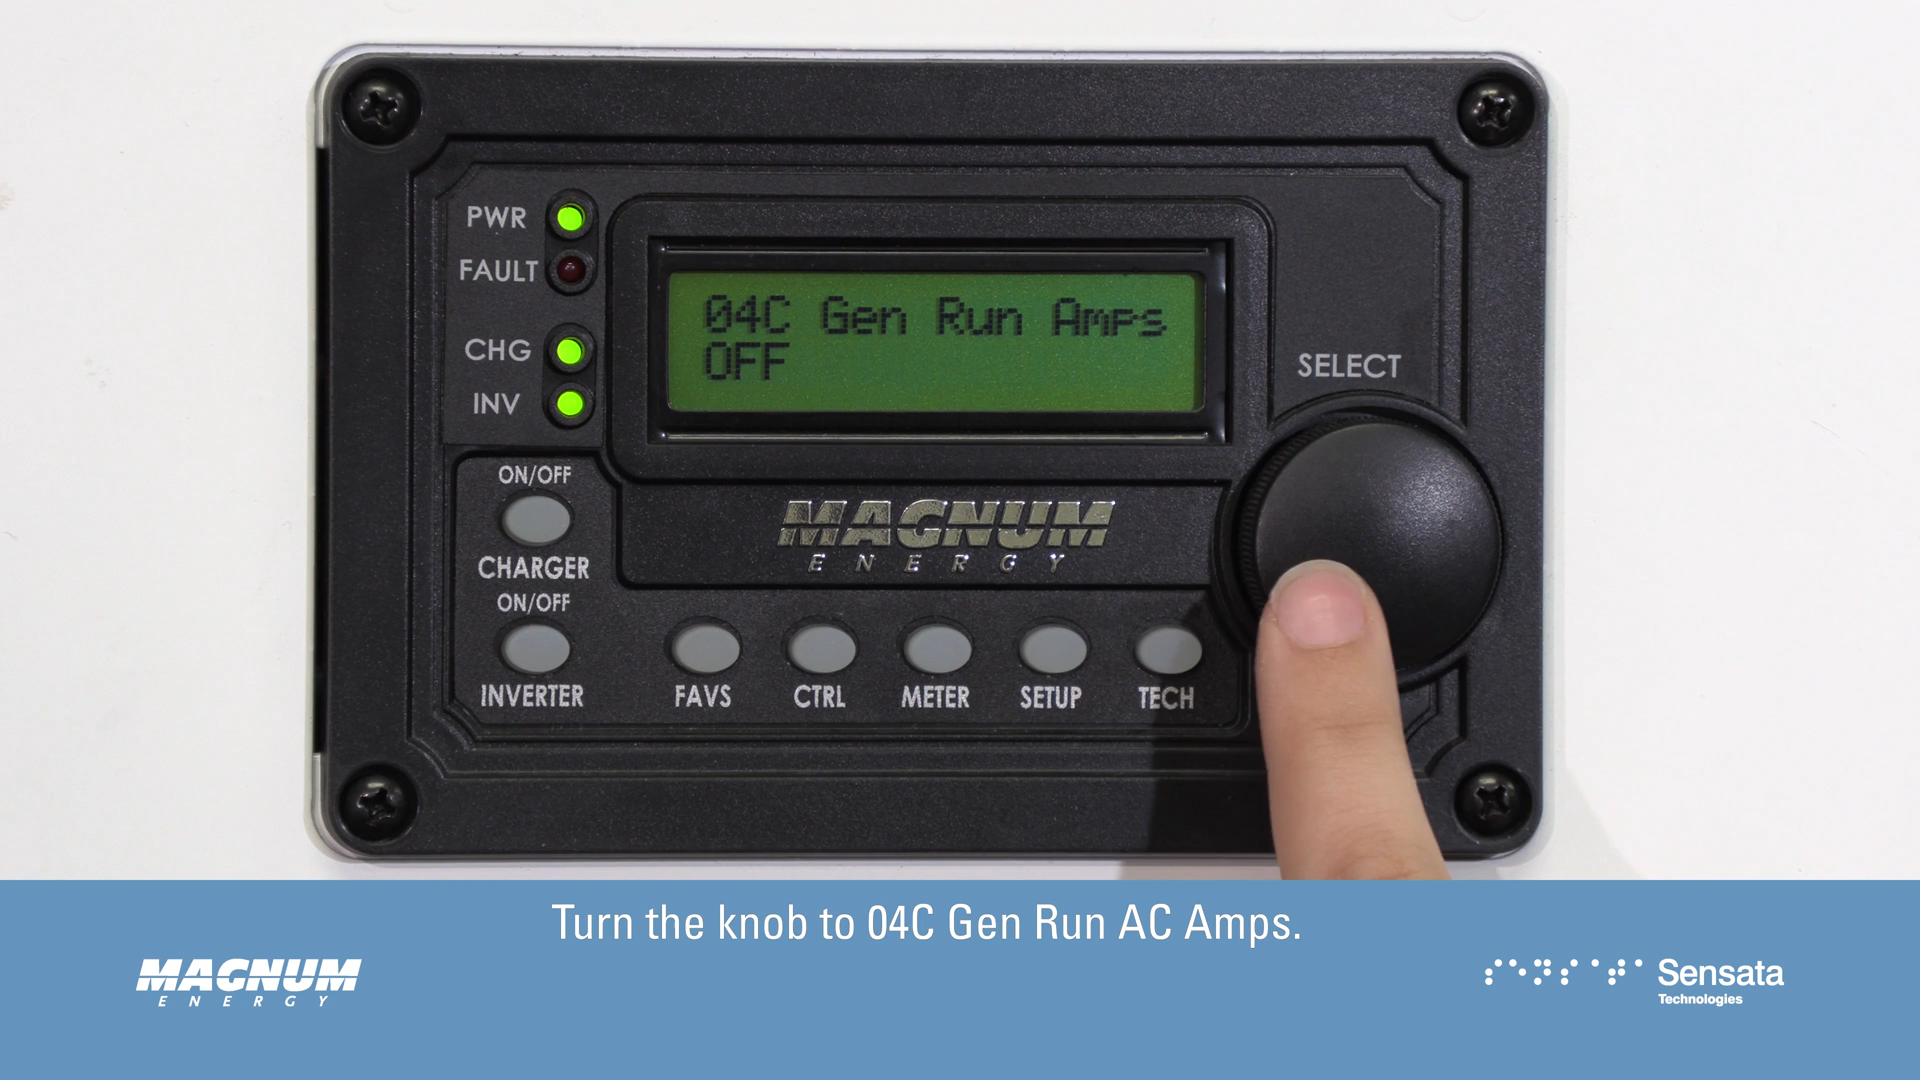 PWR
FAULT
CHG
INV
04C Gen Run Amps
OFF
SELECT
ON/OFF
CHARGER
ON/OFF
INVERTER
MAGNUM
ENERGY
FAVS
CTRL
METER
SETUP
TECH
Turn the knob to 04C Gen Run AC Amps.
MAGNUM
ENERGY
Sensata
Technologies